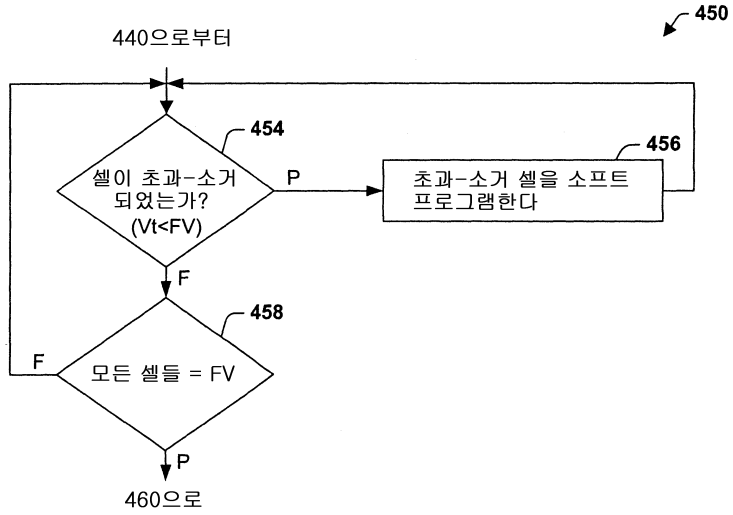 450
440으로부터
454
셀이 초과-소거
되었는가?
(Vt<FV)
P
456
초과-소거 셀을 소프트
프로그램한다
F
458
F
모든 셀들 = FV
P
460으로